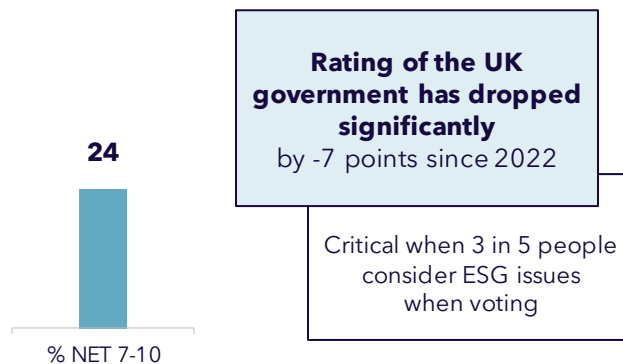 24
% NET 7-10
Rating of the UK
government has dropped
significantly
by -7 points since 2022
Critical when 3 in 5 people
consider ESG issues
when voting